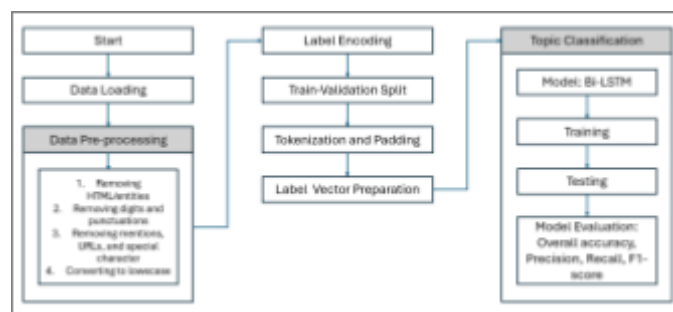 Start
Data Loading
Data Pre-processing
1. Removing
HTML/entities
2. Removing digits and
punctuations
3. Removing mentions,
URLs, and special
character
4. Converting to lowecase
Label Encoding
Train-Validation Split
Tokenization and Padding
Label Vector Preparation
Topic Classification
Model: Bi-LSTM
Training
Testing
Model Evaluation:
Overall accuracy,
Precision, Recall, F1-
score